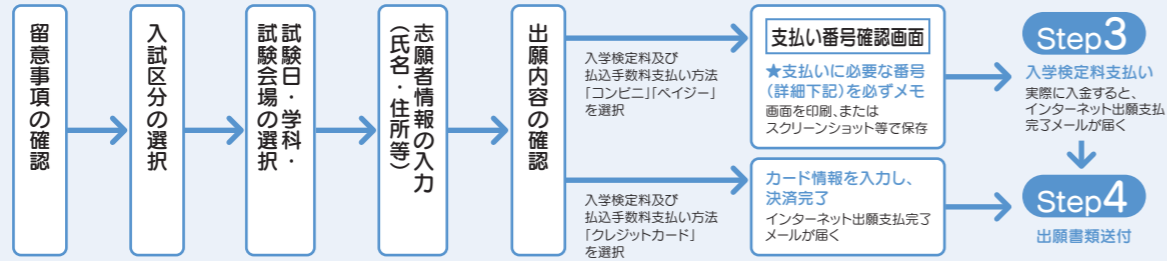 留意事項の確認
入試区分の選択
試験日・学科・
試験会場の選択
志願者情報の入力
（氏名・住所等）
出願内容の確認
入学検定料及び
払込手数料支払い方法
「コンビニ」「ペイジー」
を選択
支払い番号確認画面
★支払いに必要な番号
（詳細下記）を必ずメモ
画面を印刷、または
スクリーンショット等で保存
Step3
入学検定料支払い
実際に入金すると、
インターネット出願支払
完了メールが届く
入学検定料及び
払込手数料支払い方法
「クレジットカード」
を選択
カード情報を入力し、
決済完了
インターネット出願支払完了
メールが届く
Step4
出願書類送付